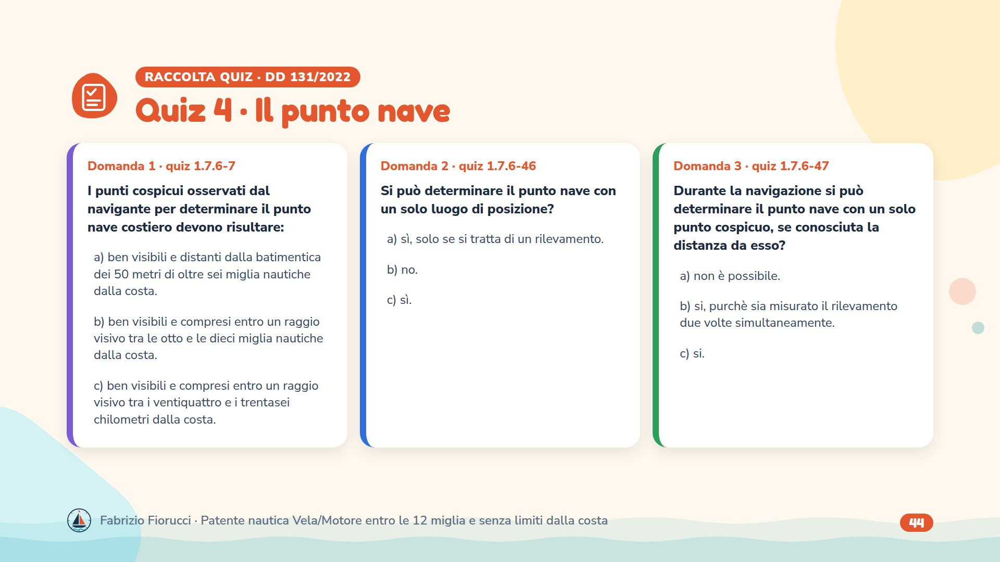 RACCOLTA QUIZ · DD 131/2022
Quiz 4 · Il punto nave
Domanda 1 · quiz 1.7.6-7
I punti cospicui osservati dal
navigante per determinare il punto
nave costiero devono risultare:
a) ben visibili e distanti dalla batimentica
dei 50 metri di oltre sei miglia nautiche
dalla costa.
b) ben visibili e compresi entro un raggio
visivo tra le otto e le dieci miglia nautiche
dalla costa.
c) ben visibili e compresi entro un raggio
visivo tra i ventiquattro e i trentasei
chilometri dalla costa.
Domanda 2 · quiz 1.7.6-46
Si può determinare il punto nave con
un solo luogo di posizione?
a) sì, solo se si tratta di un rilevamento.
b) no.
c) sì.
Domanda 3 · quiz 1.7.6-47
Durante la navigazione si può
determinare il punto nave con un solo
punto cospicuo, se conosciuta la
distanza da esso?
a) non è possibile.
b) si, purchè sia misurato il rilevamento
due volte simultaneamente.
c) si.
Fabrizio Fiorucci · Patente nautica Vela/Motore entro le 12 miglia e senza limiti dalla costa
44